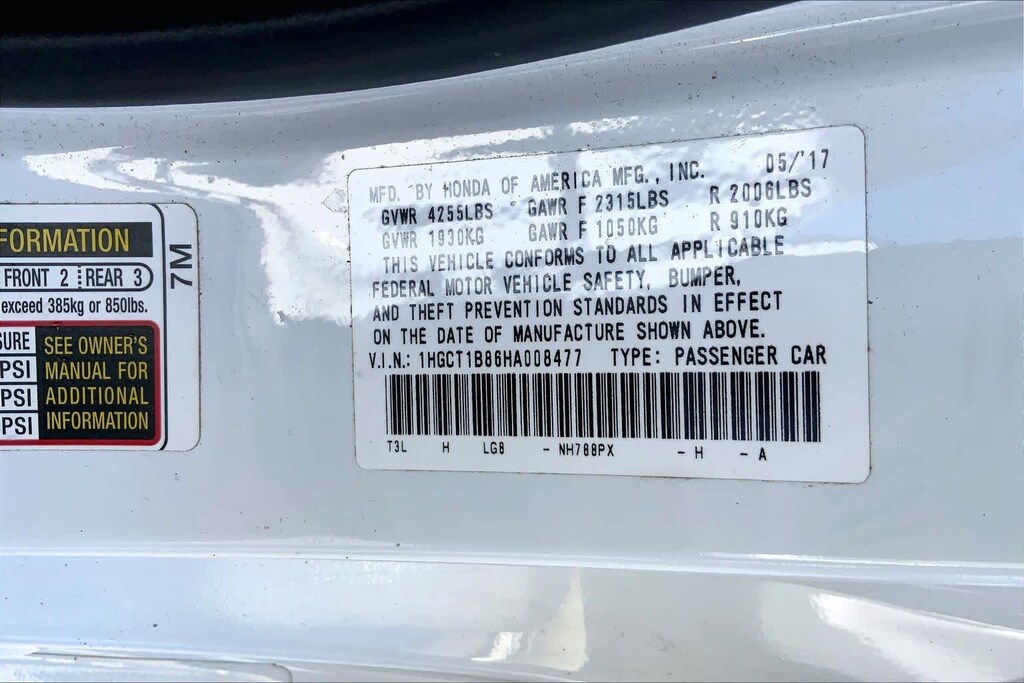 FORMATION
FRONT 2 REAR 3
exceed 385kg or 850lbs.
SURE
PSI
PSI
PSI
SEE OWNER'S
MANUAL FOR
ADDITIONAL
INFORMATION
7M
MFD. BY HONDA OF AMERICA MFG., INC. 05/'17
GVWR 4255LBS GAWR F 2315LBS R 2006LBS
GVWR 1930KG GAWR F 1050KG R 910KG
THIS VEHICLE CONFORMS TO ALL APPLICABLE
FEDERAL MOTOR VEHICLE SAFETY, BUMPER,
AND THEFT PREVENTION STANDARDS IN EFFECT
ON THE DATE OF MANUFACTURE SHOWN ABOVE.
V.I.N.: 1HGCT1B86HA008477 TYPE: PASSENGER CAR
T3L H LG8 - NH788PX - H - A